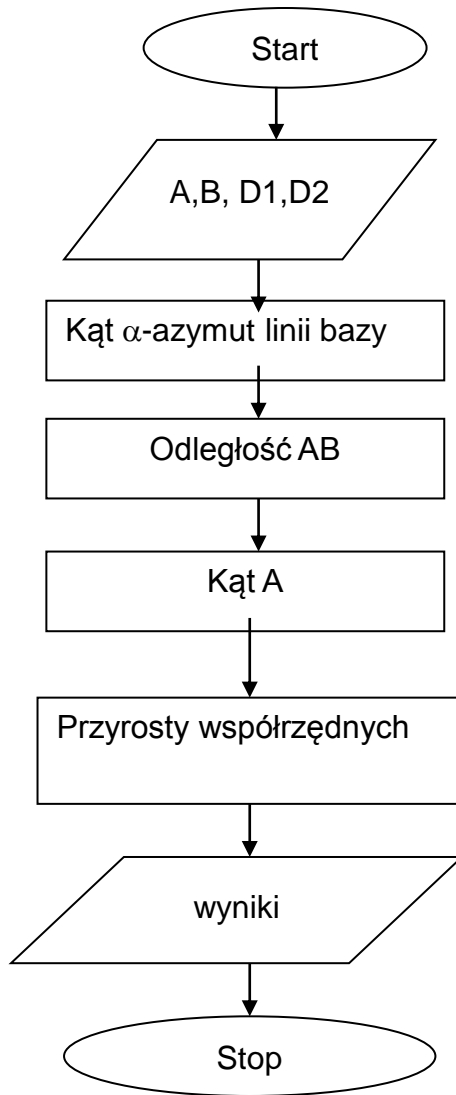 Start
A,B, D1,D2
Kąt α-azymut linii bazy
Odległość AB
Kąt A
Przyrosty współrzędnych
wyniki
Stop